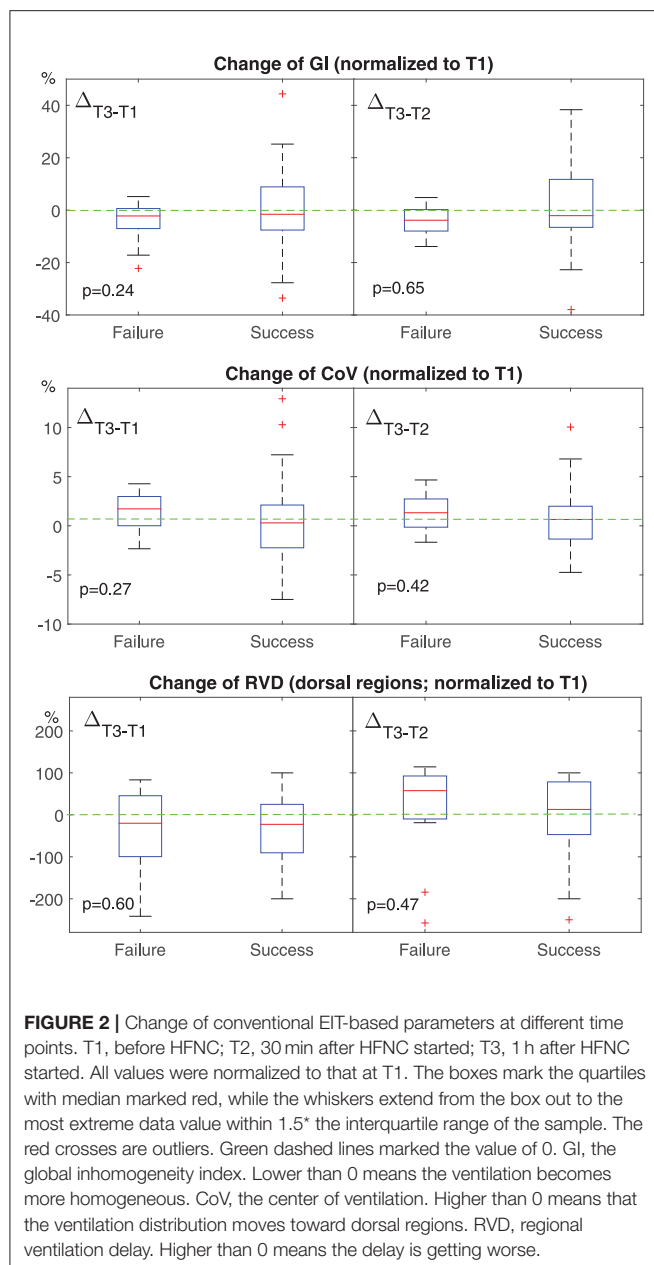 Change of GI (normalized to T1)
%
Δ T3-T1
Δ T3-T2
40
20
0
-20
-40
p=0.24
p=0.65
Failure
Success
Failure
Success
Change of CoV (normalized to T1)
%
Δ T3-T1
Δ T3-T2
10
5
0
-5
-10
p=0.27
p=0.42
Failure
Success
Failure
Success
Change of RVD (dorsal regions; normalized to T1)
%
Δ T3-T1
Δ T3-T2
200
100
0
-100
-200
p=0.60
p=0.47
Failure
Success
Failure
Success
FIGURE 2 | Change of conventional EIT-based parameters at different time
points. T1, before HFNC; T2, 30 min after HFNC started; T3, 1 h after HFNC
started. All values were normalized to that at T1. The boxes mark the quartiles
with median marked red, while the whiskers extend from the box out to the
most extreme data value within 1.5* the interquartile range of the sample. The
red crosses are outliers. Green dashed lines marked the value of 0. GI, the
global inhomogeneity index. Lower than 0 means the ventilation becomes
more homogeneous. CoV, the center of ventilation. Higher than 0 means that
the ventilation distribution moves toward dorsal regions. RVD, regional
ventilation delay. Higher than 0 means the delay is getting worse.